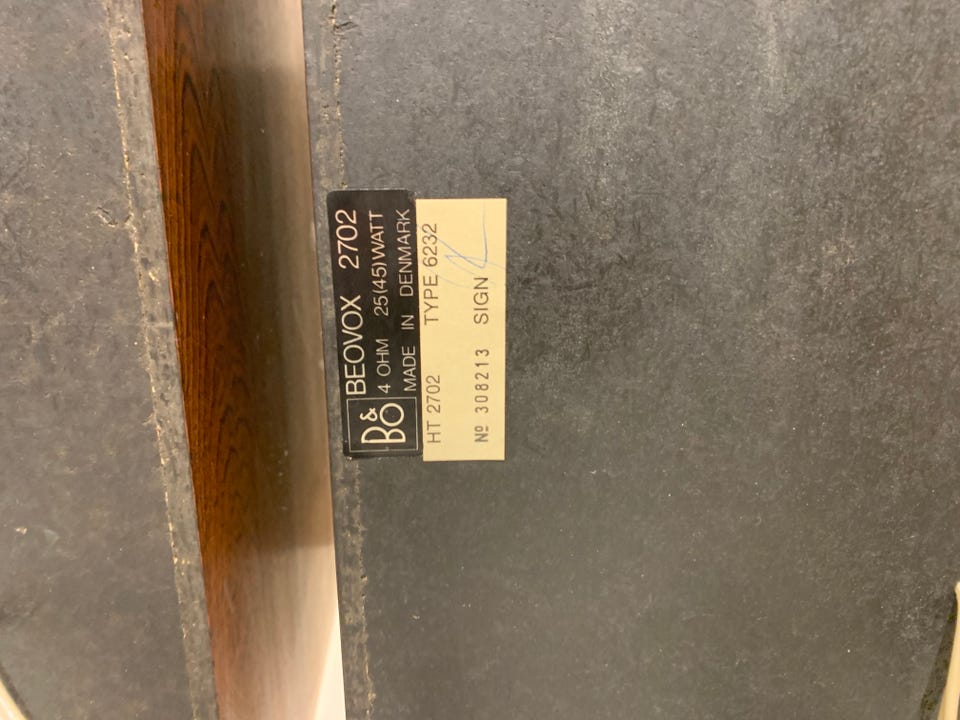 B&O
BEOVOX 2702
4 OHM 25(45)WATT
MADE IN DENMARK
HT 2702 TYPE 6232
Nº 308213 SIGN